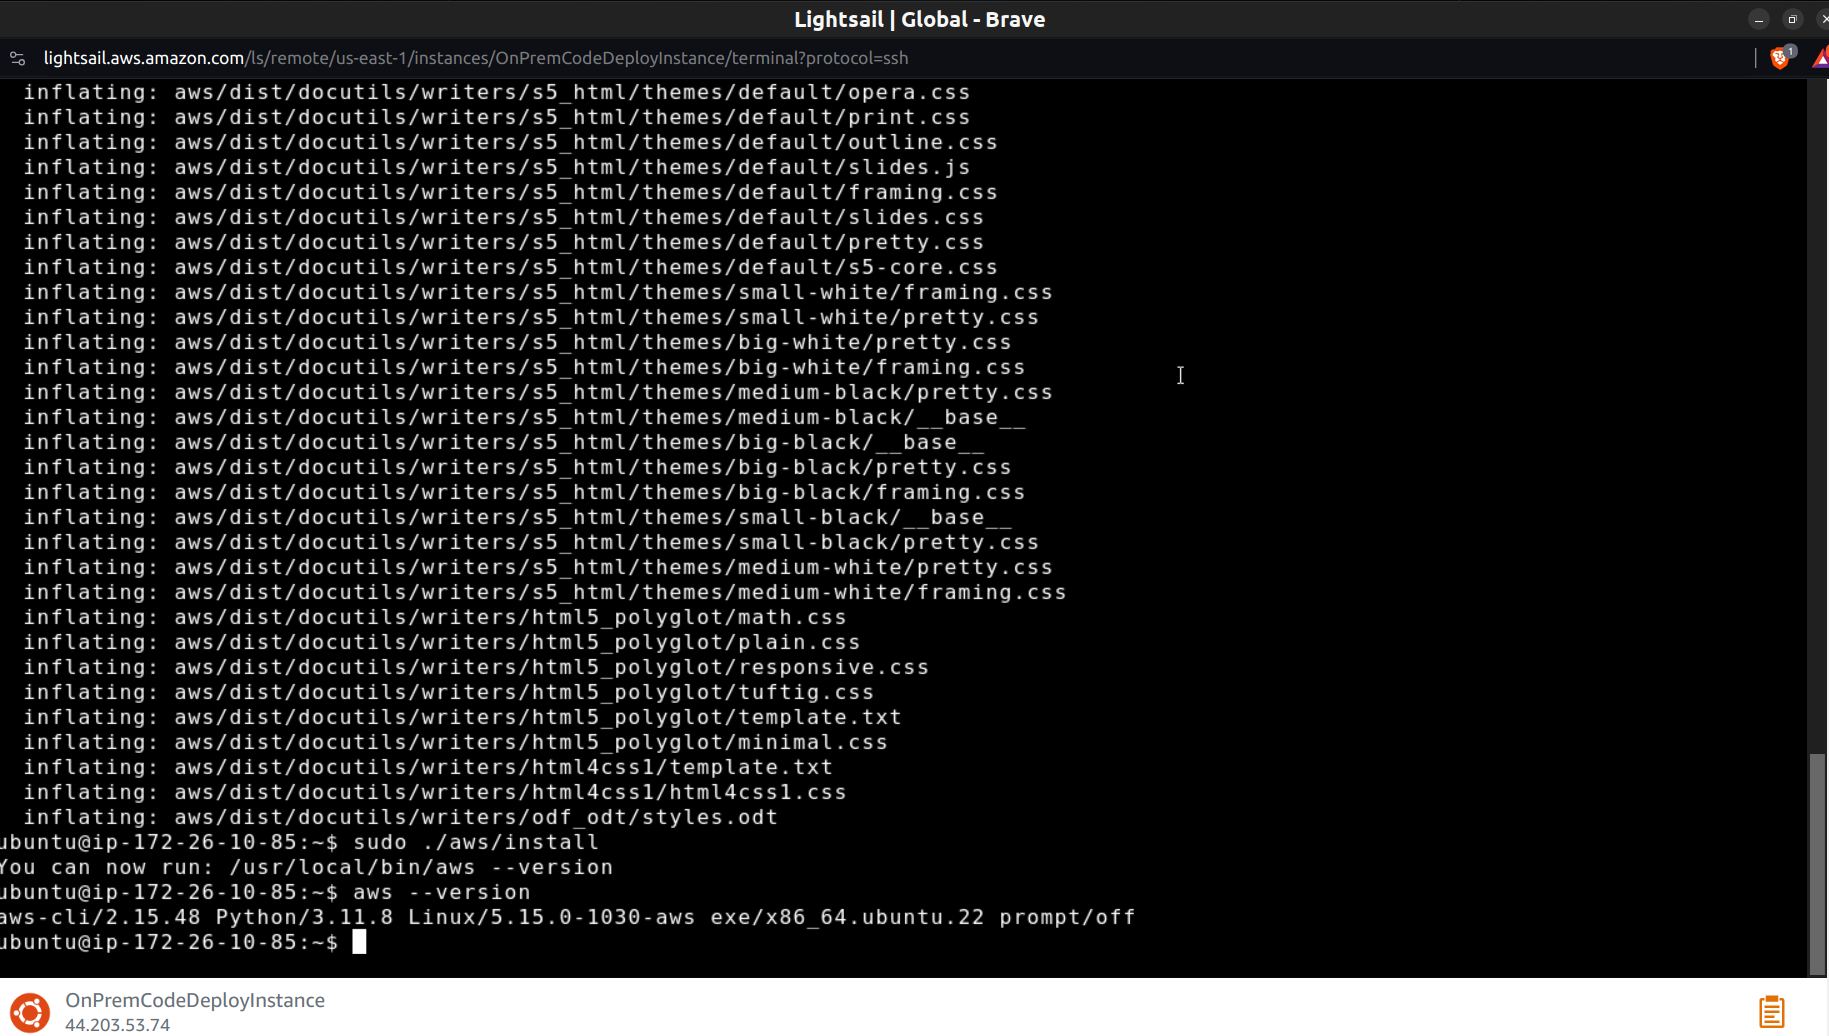 Lightsail | Global - Brave
lightsail.aws.amazon.com/ls/remote/us-east-1/instances/OnPremCodeDeployInstance/terminal?protocol=ssh
1
inflating: aws/dist/docutils/writers/s5_html/themes/default/opera.css
inflating: aws/dist/docutils/writers/s5_html/themes/default/print.css
inflating: aws/dist/docutils/writers/s5_html/themes/default/outline.css
inflating: aws/dist/docutils/writers/s5_html/themes/default/slides.js
inflating: aws/dist/docutils/writers/s5_html/themes/default/framing.css
inflating: aws/dist/docutils/writers/s5_html/themes/default/slides.css
inflating: aws/dist/docutils/writers/s5_html/themes/default/pretty.css
inflating: aws/dist/docutils/writers/s5_html/themes/default/s5-core.css
inflating: aws/dist/docutils/writers/s5_html/themes/small-white/framing.css
inflating: aws/dist/docutils/writers/s5_html/themes/small-white/pretty.css
inflating: aws/dist/docutils/writers/s5_html/themes/big-white/pretty.css
inflating: aws/dist/docutils/writers/s5_html/themes/big-white/framing.css
inflating: aws/dist/docutils/writers/s5_html/themes/medium-black/pretty.css
inflating: aws/dist/docutils/writers/s5_html/themes/medium-black/__base__
inflating: aws/dist/docutils/writers/s5_html/themes/big-black/__base__
inflating: aws/dist/docutils/writers/s5_html/themes/big-black/pretty.css
inflating: aws/dist/docutils/writers/s5_html/themes/big-black/framing.css
inflating: aws/dist/docutils/writers/s5_html/themes/small-black/__base__
inflating: aws/dist/docutils/writers/s5_html/themes/small-black/pretty.css
inflating: aws/dist/docutils/writers/s5_html/themes/medium-white/pretty.css
inflating: aws/dist/docutils/writers/s5_html/themes/medium-white/framing.css
inflating: aws/dist/docutils/writers/html5_polyglot/math.css
inflating: aws/dist/docutils/writers/html5_polyglot/plain.css
inflating: aws/dist/docutils/writers/html5_polyglot/responsive.css
inflating: aws/dist/docutils/writers/html5_polyglot/tuftig.css
inflating: aws/dist/docutils/writers/html5_polyglot/template.txt
inflating: aws/dist/docutils/writers/html5_polyglot/minimal.css
inflating: aws/dist/docutils/writers/html4css1/template.txt
inflating: aws/dist/docutils/writers/html4css1/html4css1.css
inflating: aws/dist/docutils/writers/odf_odt/styles.odt
ubuntu@ip-172-26-10-85:~$ sudo ./aws/install
You can now run: /usr/local/bin/aws --version
ubuntu@ip-172-26-10-85:~$ aws --version
aws-cli/2.15.48 Python/3.11.8 Linux/5.15.0-1030-aws exe/x86_64.ubuntu.22 prompt/off
ubuntu@ip-172-26-10-85:~$
OnPremCodeDeployInstance
44.203.53.74